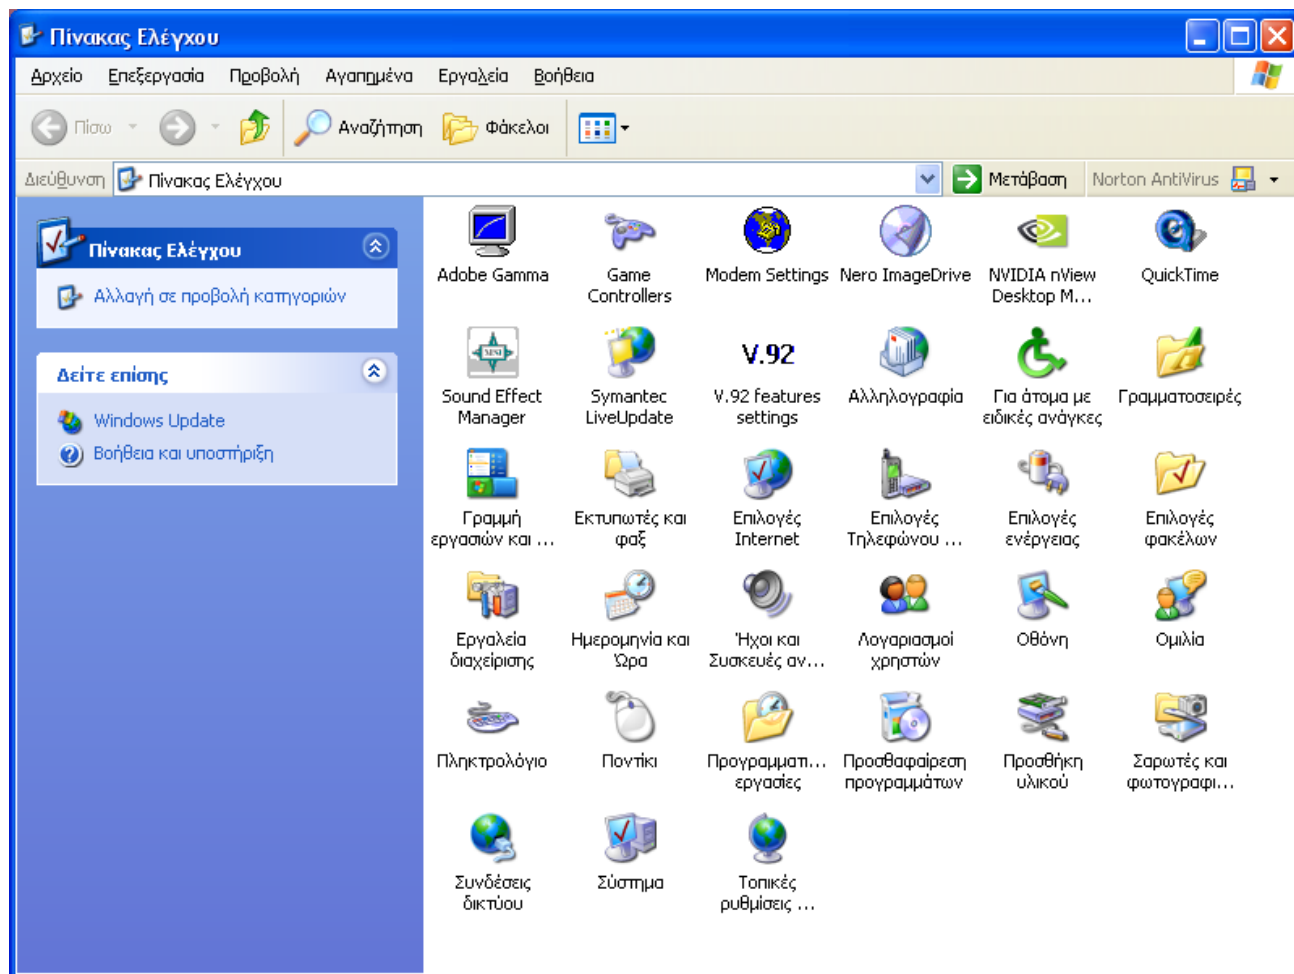 Πίνακας Ελέγχου
Αρχείο Επεξεργασία Προβολή Αγαπημένα Εργαλεία Βοήθεια
Πίσω Αναζήτηση Φάκελοι
Διεύθυνση Πίνακας Ελέγχου Μετάβαση Norton AntiVirus
Πίνακας Ελέγχου
Αλλαγή σε προβολή κατηγοριών
Δείτε επίσης
Windows Update
Βοήθεια και υποστήριξη
Adobe Gamma
Game
Controllers
Modem Settings
Nero ImageDrive
NVIDIA nView
Desktop M...
QuickTime
MSI
Sound Effect
Manager
Symantec
LiveUpdate
V.92
V.92 features
settings
Αλληλογραφία
Για άτομα με
ειδικές ανάγκες
Γραμματοσειρές
Γραμμή
εργασιών και ...
Εκτυπωτές και
φαξ
Επιλογές
Internet
Επιλογές
Τηλεφώνου ...
Επιλογές
ενέργειας
Επιλογές
φακέλων
Εργαλεία
διαχείρισης
Ημερομηνία και
Ώρα
Ήχοι και
Συσκευές αν...
Λογαριασμοί
χρηστών
Οθόνη
Ομιλία
Πληκτρολόγιο
Ποντίκι
Προγραμματι...
εργασίες
Προσθαφαίρεση
προγραμμάτων
Προσθήκη
υλικού
Σαρωτές και
φωτογραφι...
Συνδέσεις
δικτύου
Σύστημα
Τοπικές
ρυθμίσεις ...